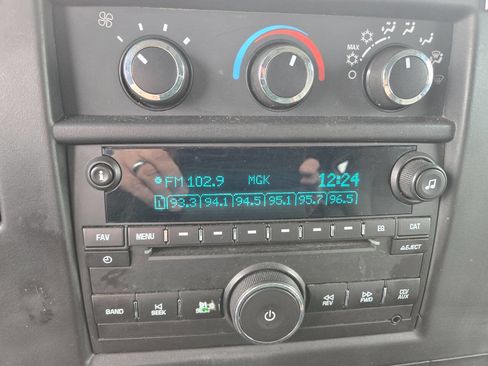 MAX
FM 102.9 MGK 12:24
1 93.3 94.1 94.5 95.1 95.7 96.5
FAV MENU EQ CAT
EJECT
BAND SEEK REV FWD CD/AUX